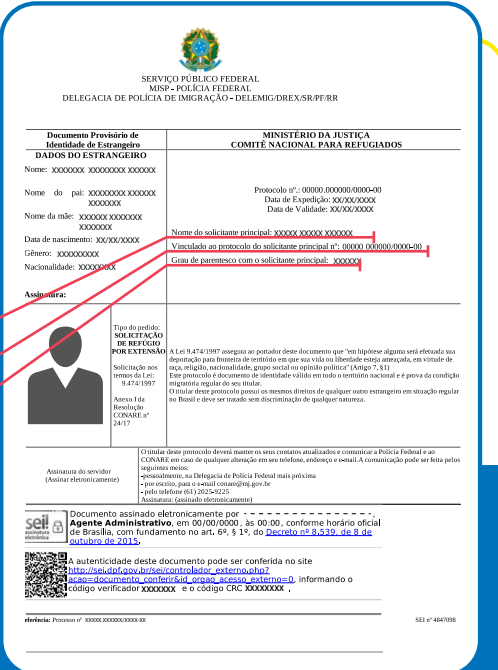 SERVIÇO PÚBLICO FEDERAL
MJSP - POLÍCIA FEDERAL
DELEGACIA DE POLÍCIA DE IMIGRAÇÃO - DELEMIG/DREX/SR/PF/RR
Documento Provisório de
Identidade de Estrangeiro
MINISTÉRIO DA JUSTIÇA
COMITÊ NACIONAL PARA REFUGIADOS
DADOS DO ESTRANGEIRO
Nome: XXXXXXX XXXXXXXX XXXXXX
Nome do pai: XXXXXXXX XXXXXX
XXXXXXX
Nome da mãe: XXXXXX XXXXXXXX
XXXXXXX
Data de nascimento: XX/XX/XXXX
Gênero: XXXXXXXXX
Nacionalidade: XXXXXXXX
Assinatura:
Protocolo nº.: 00000.000000/0000-00
Data de Expedição: XX/XX/XXXX
Data de Validade: XX/XX/XXXX
Nome do solicitante principal: XXXXX XXXXX XXXXXX
Vinculado ao protocolo do solicitante principal nº: 00000 000000/0000-00
Grau de parentesco com o solicitante principal: XXXXXX
Tipo do pedido:
SOLICITAÇÃO
DE REFÚGIO
POR EXTENSÃO
Solicitação nos
termos da Lei:
9.474/1997
Anexo I da
Resolução
CONARE nº
24/17
A Lei 9.474/1997 assegura ao portador deste documento que "em hipótese alguma será efetuada sua
deportação para fronteira de território em que sua vida ou liberdade esteja ameaçada, em virtude de
raça, religião, nacionalidade, grupo social ou opinião política" (Artigo 7, §1)
Este protocolo é documento de identidade válido em todo o território nacional e é prova da condição
migratória regular do seu titular.
O titular deste protocolo possui os mesmos direitos de qualquer outro estrangeiro em situação regular
no Brasil e deve ser tratado sem discriminação de qualquer natureza.
Assinatura do servidor
(Assinar eletronicamente)
O titular deste protocolo deverá manter os seus contatos atualizados e comunicar a Polícia Federal e ao
CONARE em caso de qualquer alteração em seu telefone, endereço e e-mail.A comunicação pode ser feita pelos
seguintes meios:
-pessoalmente, na Delegacia de Polícia Federal mais próxima
- por escrito, para o e-mail conare@mj.gov.br
- pelo telefone (61) 2025-9225
Assinatura: (assinado eletronicamente)
sei!
assinatura
eletrônica
Documento assinado eletronicamente por - - - - - - - - - - - - - - -,
Agente Administrativo, em 00/00/0000, às 00:00, conforme horário oficial
de Brasília, com fundamento no art. 6º, § 1º, do Decreto nº 8.539, de 8 de
outubro de 2015.
A autenticidade deste documento pode ser conferida no site
http://sei.dpf.gov.br/sei/controlador_externo.php?
acao=documento_conferir&id_orgao_acesso_externo=0, informando o
código verificador XXXXXXX e o código CRC XXXXXXXX .
eferência: Processo nº XXXXX.XXXXXX/XXXX-XX
SEI nº 4847098